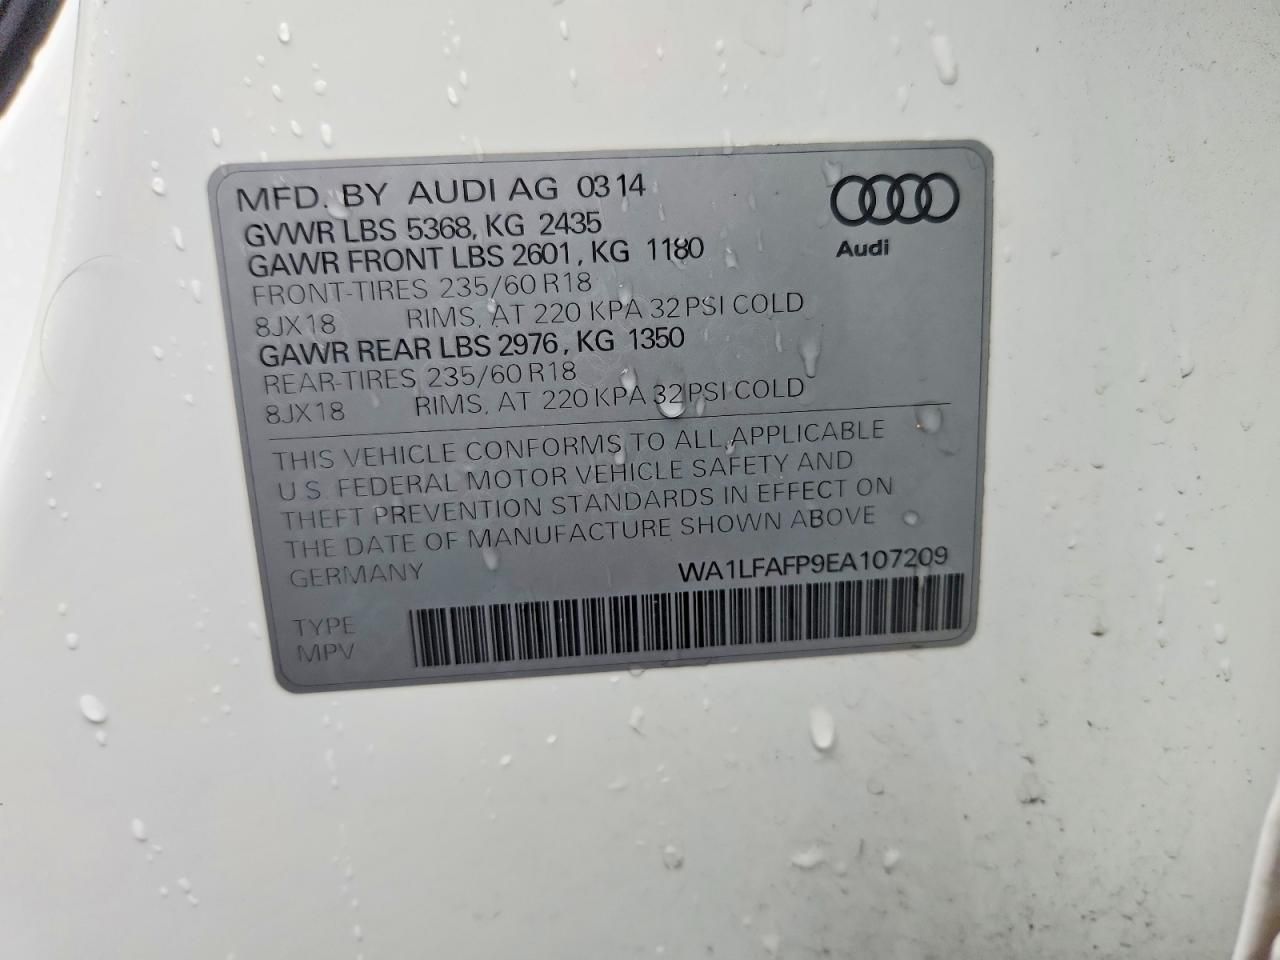 MFD. BY AUDI AG 0314
GVWR LBS 5368, KG 2435
GAWR FRONT LBS 2601, KG 1180
FRONT-TIRES 235/60 R18
8JX18 RIMS, AT 220 KPA 32 PSI COLD
GAWR REAR LBS 2976, KG 1350
REAR-TIRES 235/60 R18
8JX18 RIMS, AT 220 KPA 32 PSI COLD
Audi
THIS VEHICLE CONFORMS TO ALL APPLICABLE
U S FEDERAL MOTOR VEHICLE SAFETY AND
THEFT PREVENTION STANDARDS IN EFFECT ON
THE DATE OF MANUFACTURE SHOWN ABOVE
GERMANY WA1LFAFP9EA107209
TYPE
MPV